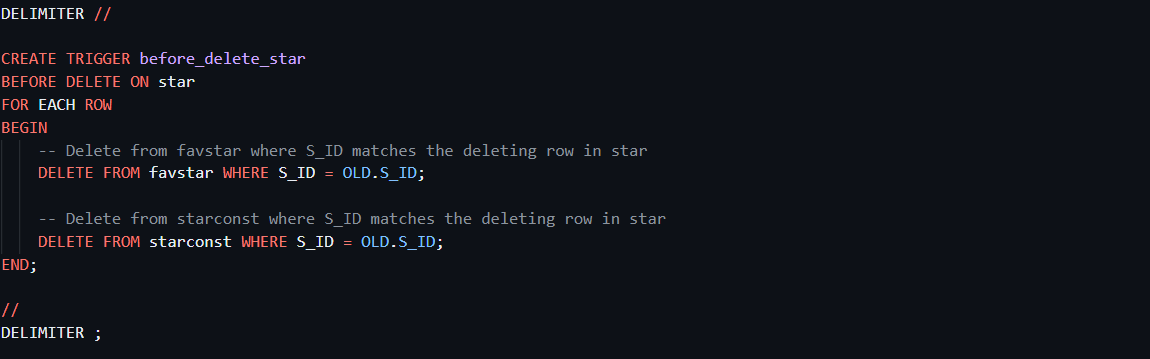 DELIMITER //
CREATE TRIGGER before_delete_star
BEFORE DELETE ON star
FOR EACH ROW
BEGIN
-- Delete from favstar where S_ID matches the deleting row in star
DELETE FROM favstar WHERE S_ID = OLD.S_ID;
-- Delete from starconst where S_ID matches the deleting row in star
DELETE FROM starconst WHERE S_ID = OLD.S_ID;
END;
//
DELIMITER ;